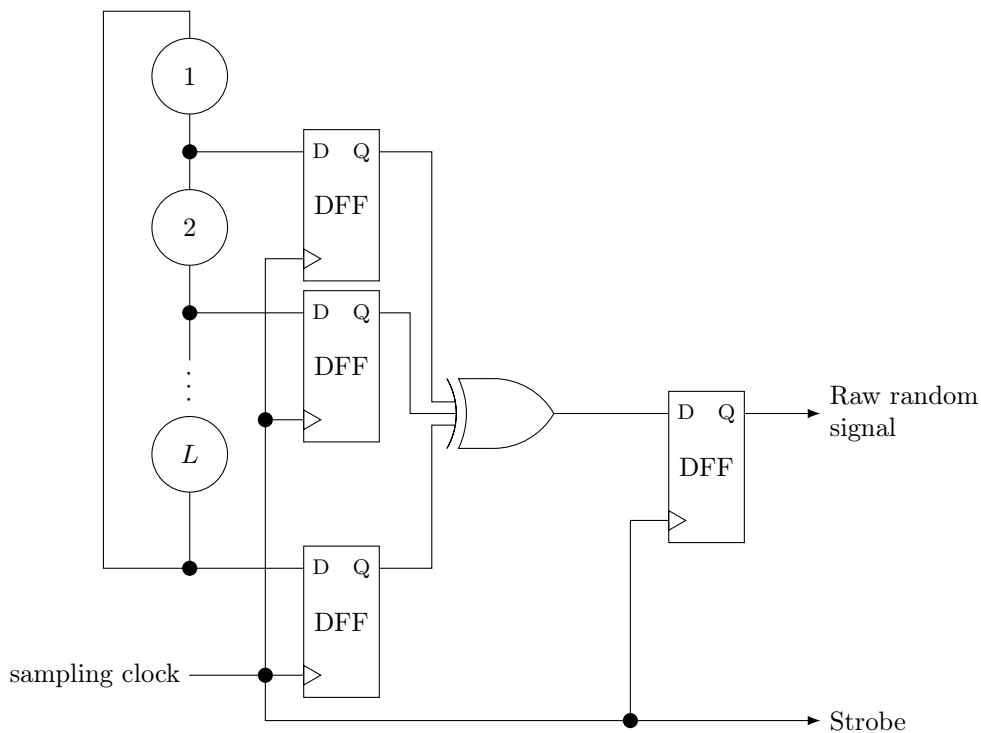 1
D Q
DFF
2
D Q
DFF
L
D Q
DFF
Raw random
signal
D Q
DFF
sampling clock
Strobe